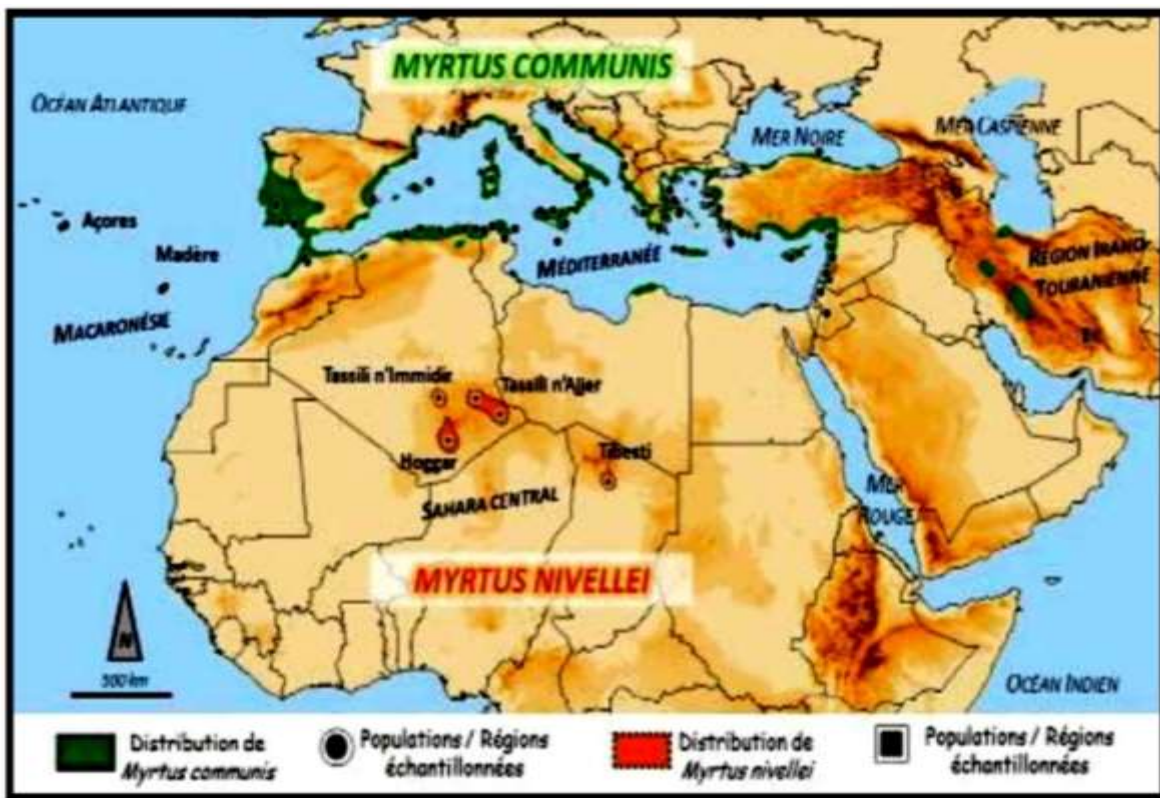 MYRTUS COMMUNIS
OCÉAN ATLANTIQUE
MER NOIRE
MER CASPIENNE
Açores
Madère
MÉDITERRANÉE
RÉGION IRANO
TOURANIENNE
MACARONÉSIE
Tassili n'Immidir
Tassili n'Ajjer
Hoggar
Tibesti
SAHARA CENTRAL
MER
ROUGE
MYRTUS NIVELLEI
N
500 km
OCÉAN INDIEN
Distribution de
Myrtus communis
Populations / Régions
échantillonnées
Distribution de
Myrtus nivellei
Populations / Régions
échantillonnées